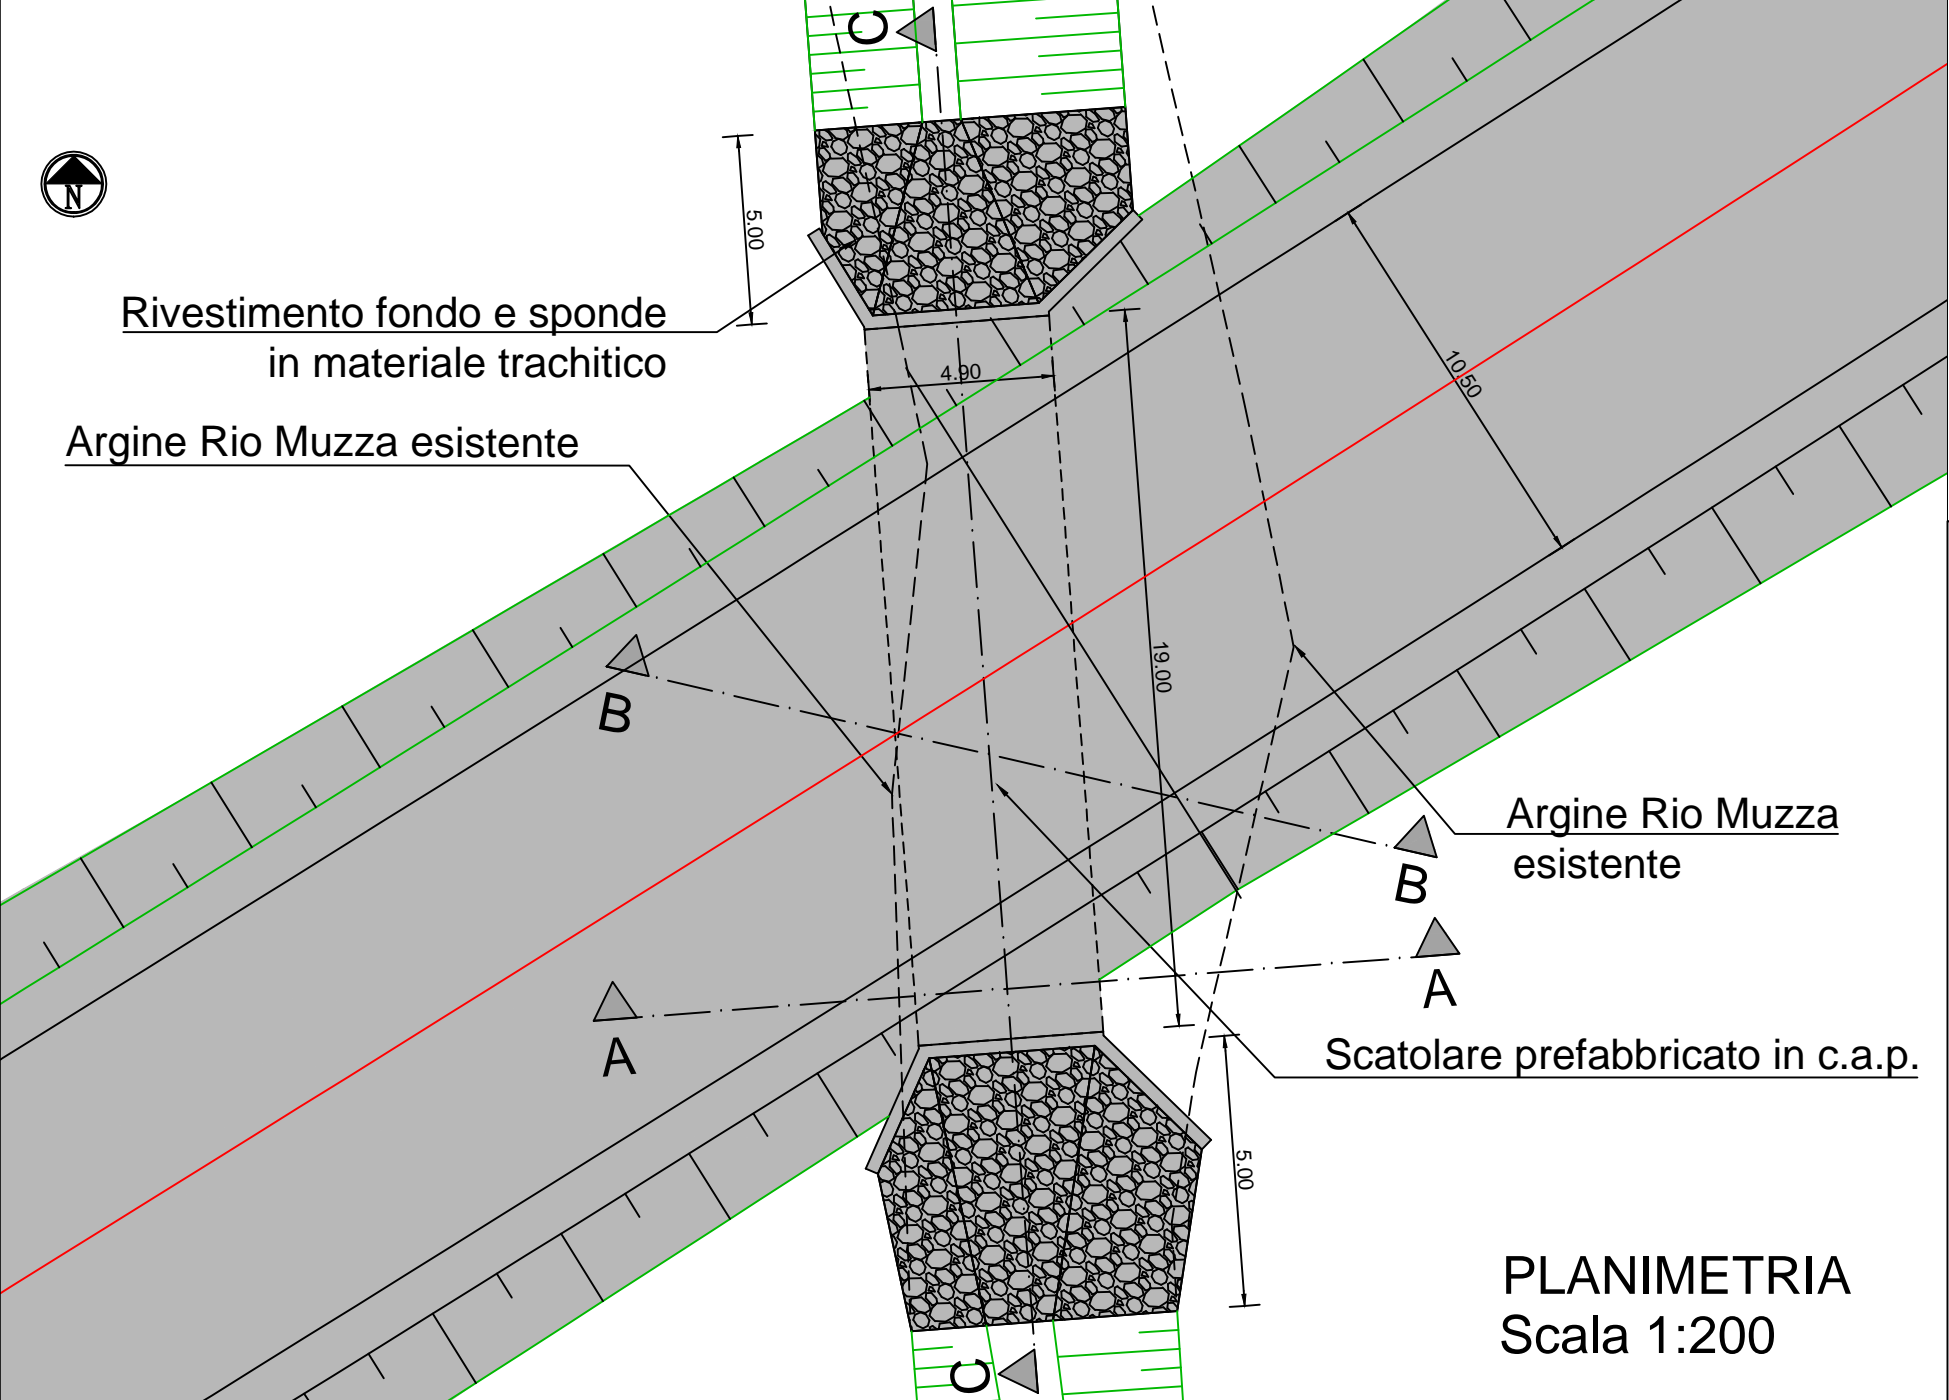 C
N
5.00
Rivestimento fondo e sponde
in materiale trachitico
4.90
10.50
Argine Rio Muzza esistente
19.00
B
Argine Rio Muzza
esistente
B
A
A
Scatolare prefabbricato in c.a.p.
5.00
C
PLANIMETRIA
Scala 1:200